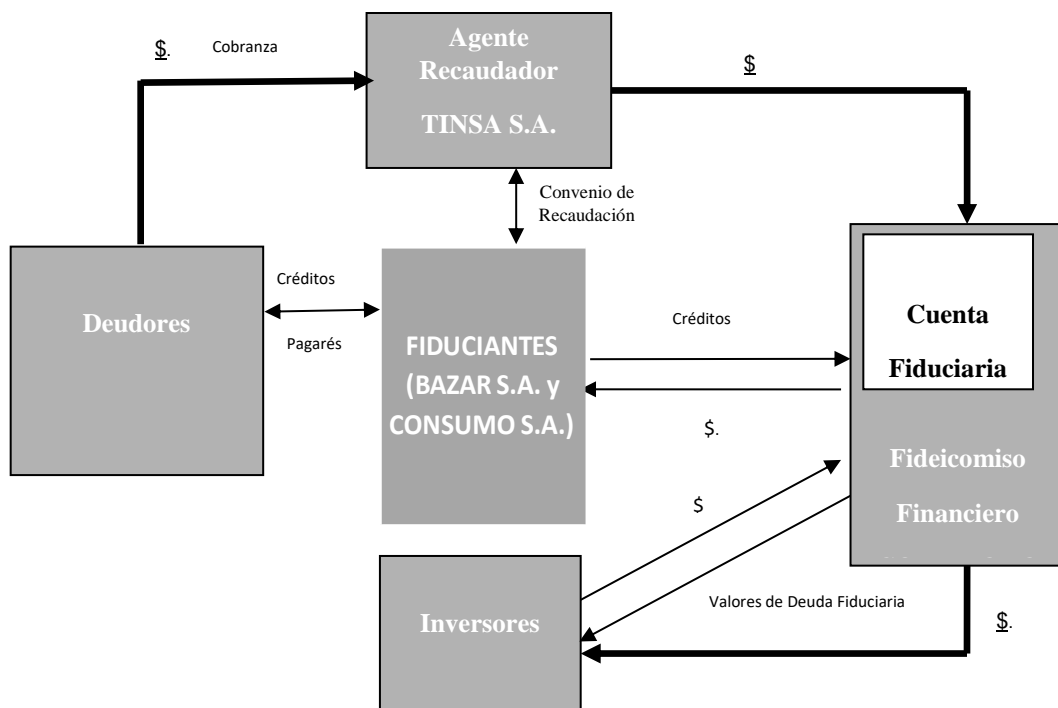 $.
Cobranza
Agente
Recaudador
TINSA S.A.
$
Convenio de
Recaudación
Deudores
Créditos
Pagarés
FIDUCIANTES
(BAZAR S.A. y
CONSUMO S.A.)
Créditos
$.
Cuenta
Fiduciaria
Fideicomiso
Financiero
$
Valores de Deuda Fiduciaria
$.
Inversores